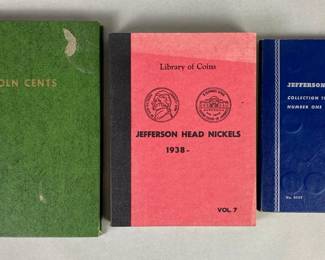 OLN CENTS
Library of Coins
JEFFERSON HEAD NICKELS
1938-
VOL. 7
JEFFERSON
COLLECTION
NUMBER ONE